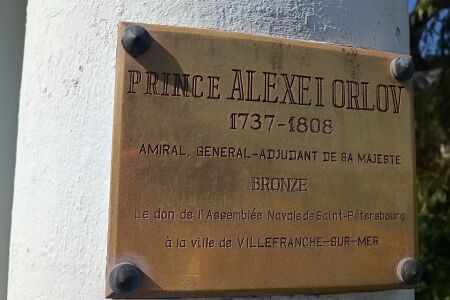 PRINCE ALEXEI ORLOV
1737-1808
AMIRAL, GENERAL-ADJUDANT DE SA MAJESTE
BRONZE
Le don de l'Assemblée Navale de Saint-Pétersbourg
à la ville de VILLEFRANCHE-SUR-MER